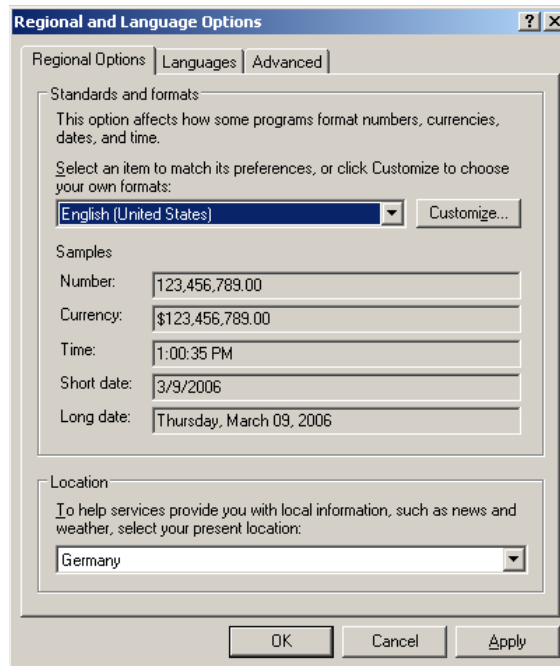 Regional and Language Options
Regional Options Languages Advanced
Standards and formats
This option affects how some programs format numbers, currencies,
dates, and time.
Select an item to match its preferences, or click Customize to choose
your own formats:
English (United States) Customize...
Samples
Number: 123,456,789.00
Currency: $123,456,789.00
Time: 1:00:35 PM
Short date: 3/9/2006
Long date: Thursday, March 09, 2006
Location
To help services provide you with local information, such as news and
weather, select your present location:
Germany
OK Cancel Apply